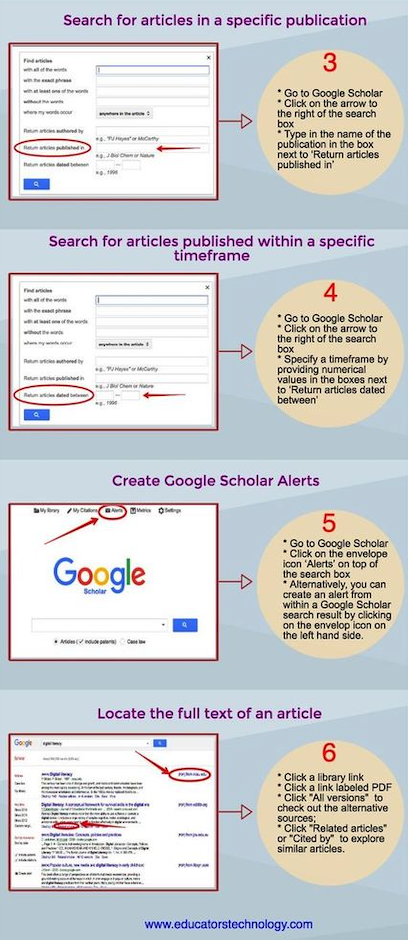 Search for articles in a specific publication
Find articles
with all of the words
with the exact phrase
with at least one of the words
without the words
where my words occur
anywhere in the article
Return articles authored by
e.g., "PJ Hayes" or McCarthy
Return articles published in
e.g., J Biol Chem or Nature
Return articles dated between
—
e.g., 1996
3
* Go to Google Scholar
* Click on the arrow to
the right of the search
box
* Type in the name of the
publication in the box
next to 'Return articles
published in'
Search for articles published within a specific
timeframe
Find articles
with all of the words
with the exact phrase
with at least one of the words
without the words
where my words occur
anywhere in the article
Return articles authored by
e.g., "PJ Hayes" or McCarthy
Return articles published in
e.g., J Biol Chem or Nature
Return articles dated between
—
e.g., 1996
4
* Go to Google Scholar
* Click on the arrow to
the right of the search
box
* Specify a timeframe by
providing numerical
values in the boxes next
to 'Return articles dated
between'
Create Google Scholar Alerts
My library My Citations Alerts Metrics Settings
Google
Scholar
Articles (✓ include patents) Case law
5
* Go to Google Scholar
* Click on the envelope
icon 'Alerts' on top of
the search box
* Alternatively, you can
create an alert from
within a Google Scholar
search result by clicking
on the envelop icon on
the left hand side.
Locate the full text of an article
Google digital literacy
Scholar
6
* Click a library link
* Click a link labeled PDF
* Click "All versions" to
check out the alternative
sources;
* Click "Related articles"
or "Cited by" to explore
similar articles.
www.educatorstechnology.com